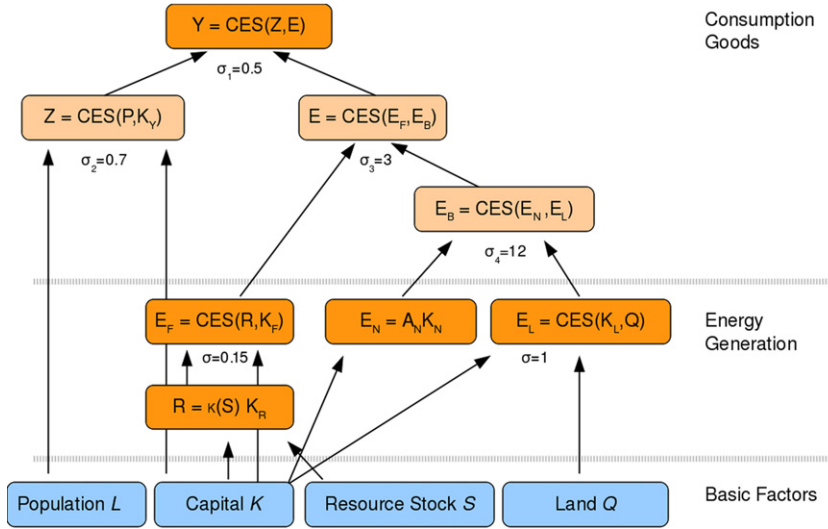 Y = CES(Z,E)
Consumption
Goods
σ1=0.5
Z = CES(P,KY)
E = CES(EF,EB)
σ2=0.7
σ3=3
EB = CES(EN,EL)
σ4=12
EF = CES(R,KF)
EN = ANKN
EL = CES(KL,Q)
Energy
Generation
σ=0.15
σ=1
R = κ(S) KR
Population L
Capital K
Resource Stock S
Land Q
Basic Factors